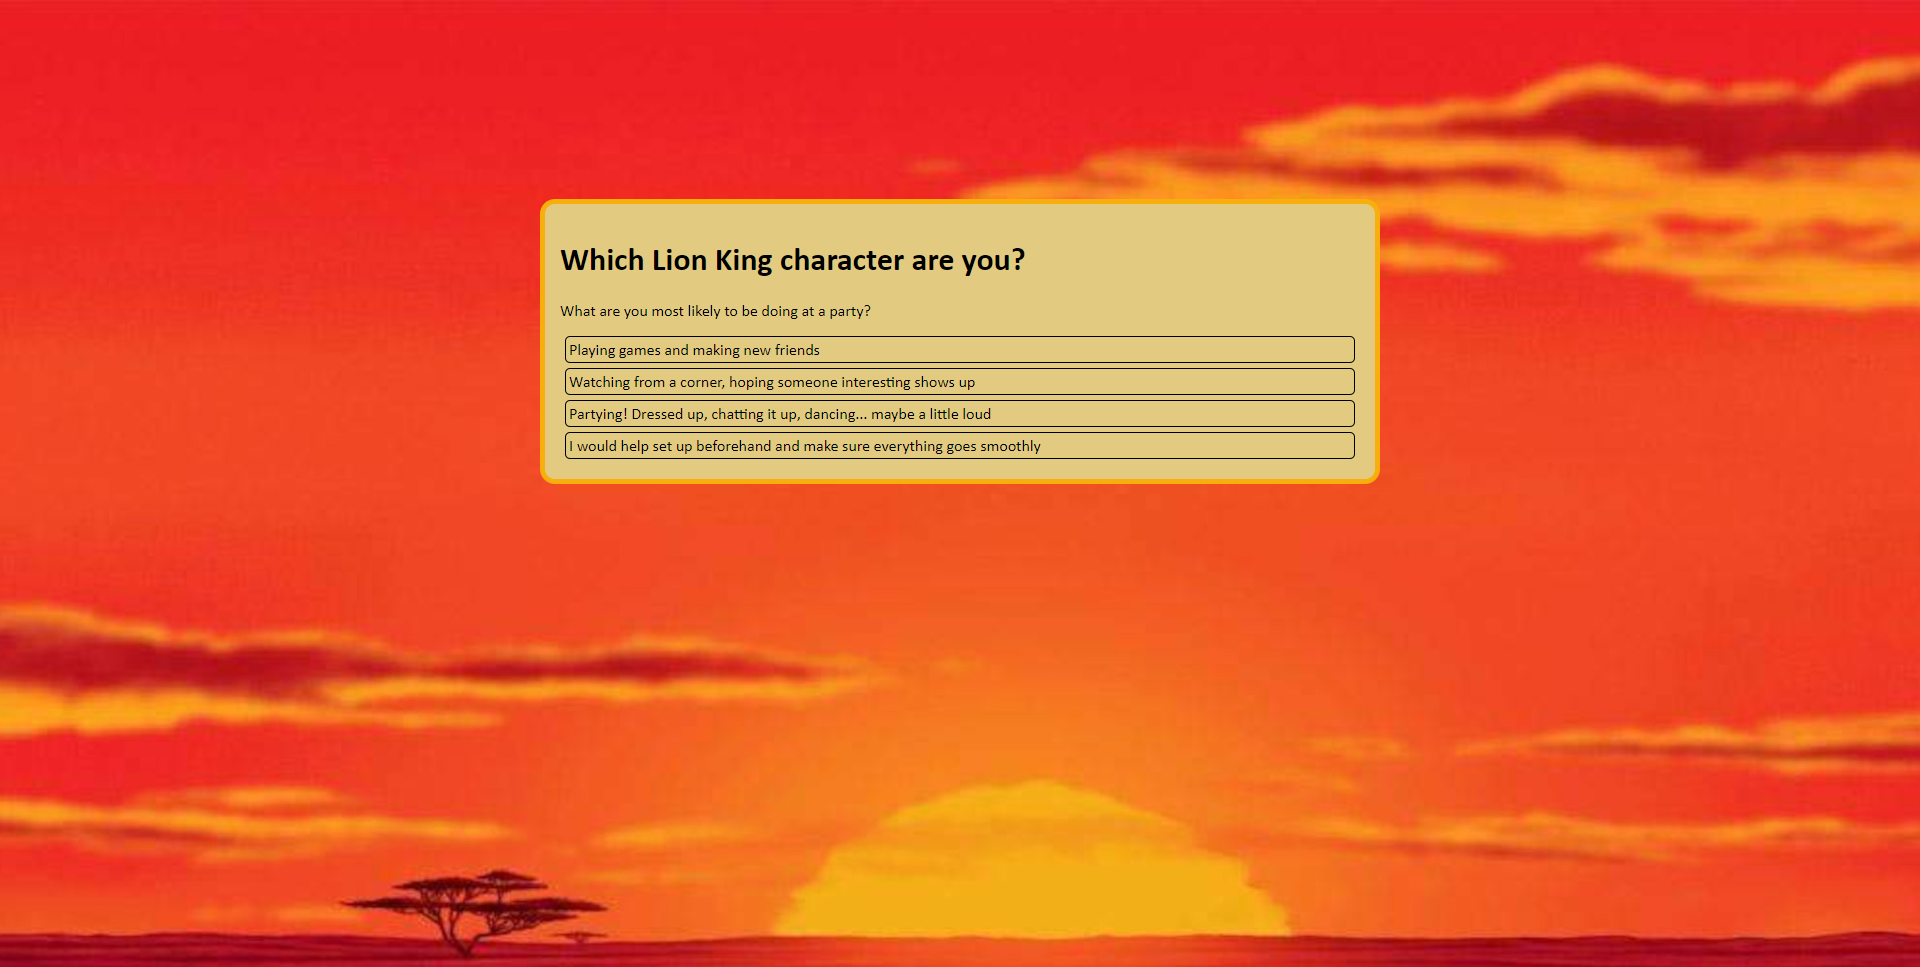 Which Lion King character are you?
What are you most likely to be doing at a party?
Playing games and making new friends
Watching from a corner, hoping someone interesting shows up
Partying! Dressed up, chatting it up, dancing... maybe a little loud
I would help set up beforehand and make sure everything goes smoothly